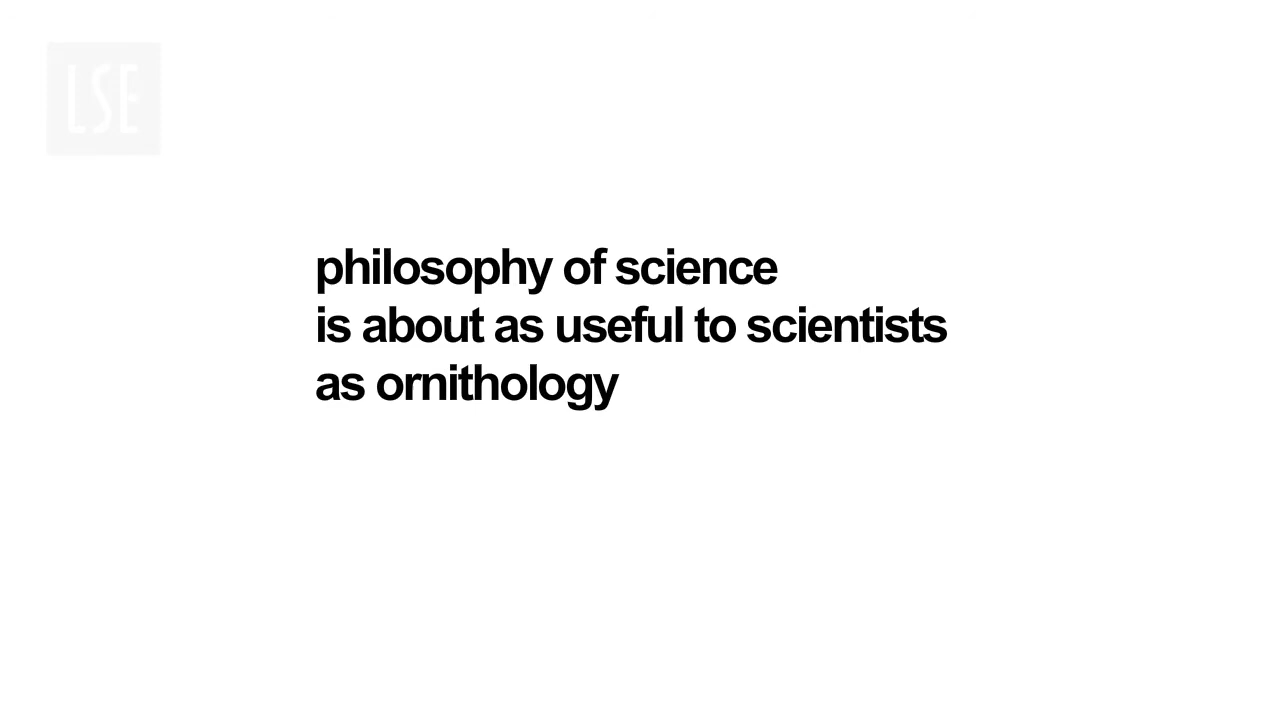 LSE
philosophy of science
is about as useful to scientists
as ornithology